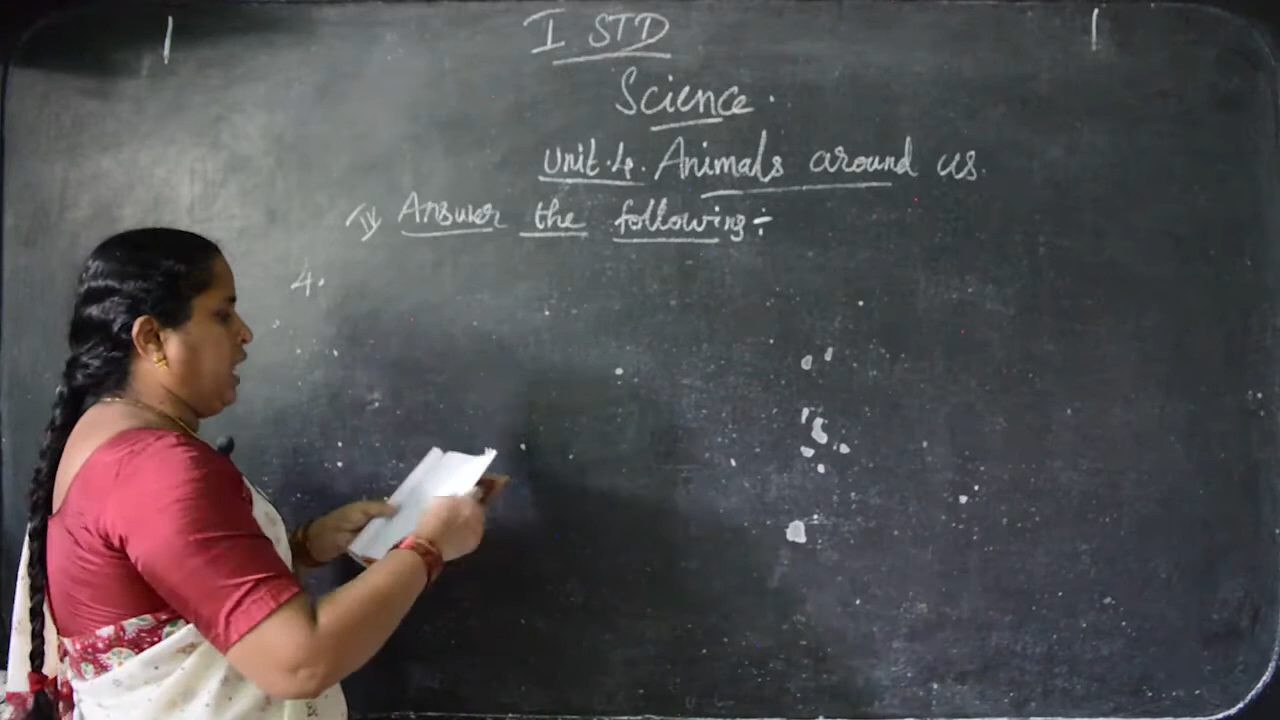 I STD
Science.
Unit.4. Animals around us.
IV Answer the following:
4.